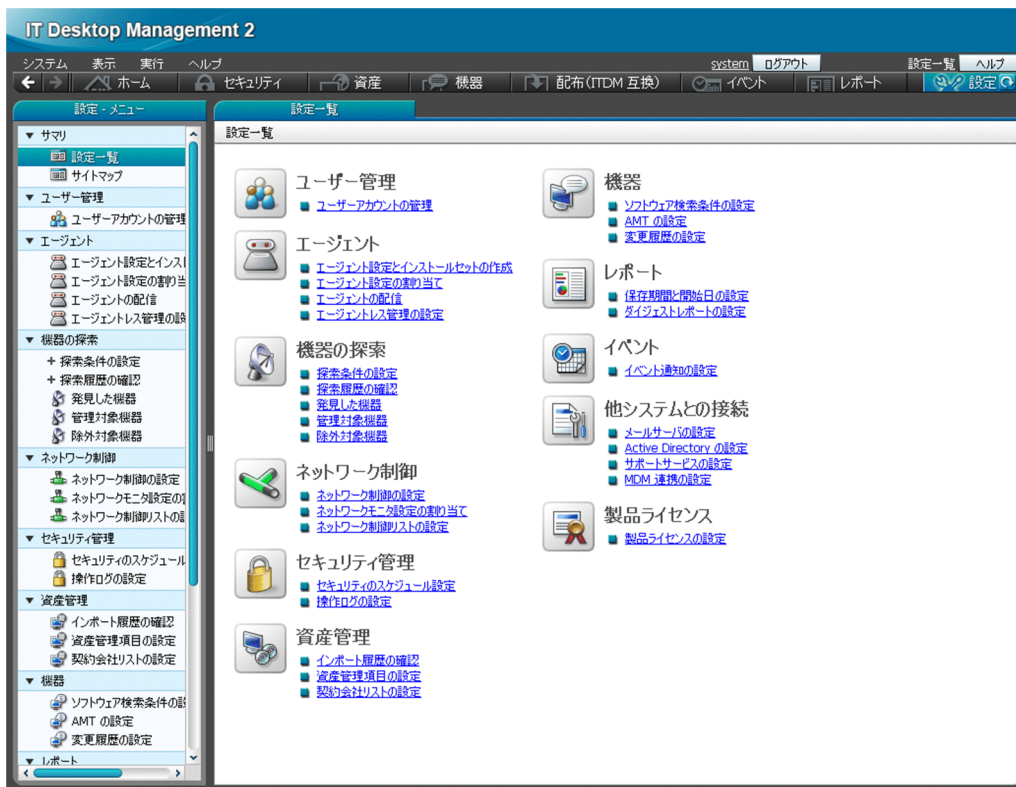 IT Desktop Management 2
システム 表示 実行 ヘルプ system ログアウト 設定一覧 ヘルプ
ホーム セキュリティ 資産 機器 配布(ITDM 互換) イベント レポート 設定
設定 - メニュー
設定一覧
サマリ
設定一覧
サイトマップ
ユーザー管理
ユーザーアカウントの管理
エージェント
エージェント設定とインスト
エージェント設定の割り当
エージェントの配信
エージェントレス管理の設
機器の探索
探索条件の設定
探索履歴の確認
発見した機器
管理対象機器
除外対象機器
ネットワーク制御
ネットワーク制御の設定
ネットワークモニタ設定の割
ネットワーク制御リストの設
セキュリティ管理
セキュリティのスケジュール
操作ログの設定
資産管理
インポート履歴の確認
資産管理項目の設定
契約会社リストの設定
機器
ソフトウェア検索条件の設
AMT の設定
変更履歴の設定
レポート
設定一覧
ユーザー管理
ユーザーアカウントの管理
エージェント
エージェント設定とインストールセットの作成
エージェント設定の割り当て
エージェントの配信
エージェントレス管理の設定
機器の探索
探索条件の設定
探索履歴の確認
発見した機器
管理対象機器
除外対象機器
ネットワーク制御
ネットワーク制御の設定
ネットワークモニタ設定の割り当て
ネットワーク制御リストの設定
セキュリティ管理
セキュリティのスケジュール設定
操作ログの設定
資産管理
インポート履歴の確認
資産管理項目の設定
契約会社リストの設定
機器
ソフトウェア検索条件の設定
AMT の設定
変更履歴の設定
レポート
保存期間と開始日の設定
ダイジェストレポートの設定
イベント
イベント通知の設定
他システムとの接続
メールサーバの設定
Active Directory の設定
サポートサービスの設定
MDM 連携の設定
製品ライセンス
製品ライセンスの設定